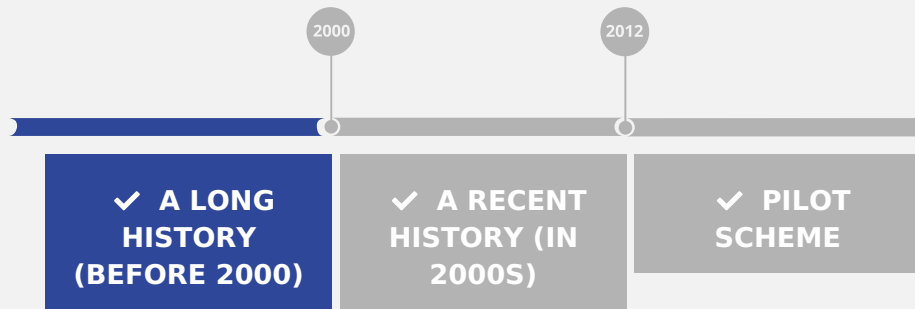 2000
2012
A LONG
HISTORY
(BEFORE 2000)
A RECENT
HISTORY (IN
2000S)
PILOT
SCHEME